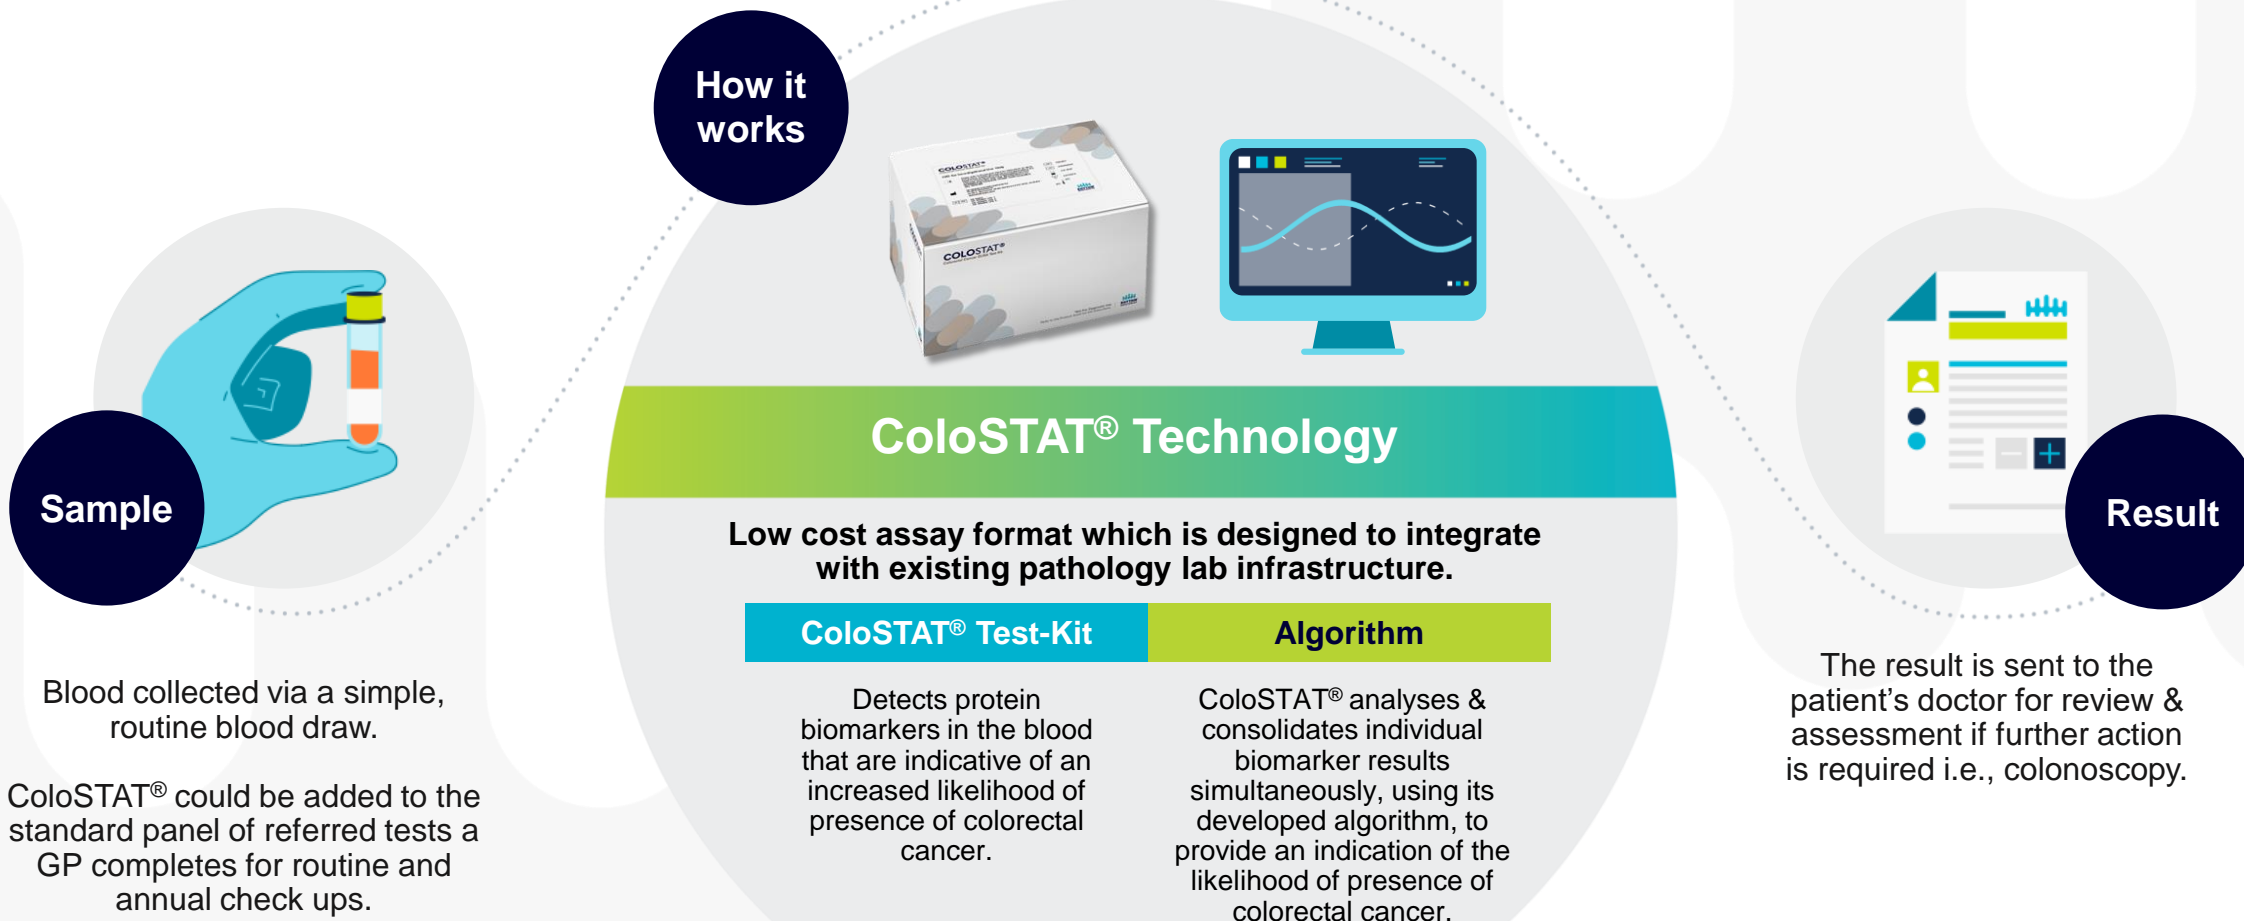 How it
works
COLOSTAT®
COLOSTAT®
ColoSTAT® Technology
Low cost assay format which is designed to integrate
with existing pathology lab infrastructure.
ColoSTAT® Test-Kit
Algorithm
Detects protein
biomarkers in the blood
that are indicative of an
increased likelihood of
presence of colorectal
cancer.
ColoSTAT® analyses &
consolidates individual
biomarker results
simultaneously, using its
developed algorithm, to
provide an indication of the
likelihood of presence of
colorectal cancer.
Sample
Blood collected via a simple,
routine blood draw.
ColoSTAT® could be added to the
standard panel of referred tests a
GP completes for routine and
annual check ups.
Result
The result is sent to the
patient’s doctor for review &
assessment if further action
is required i.e., colonoscopy.